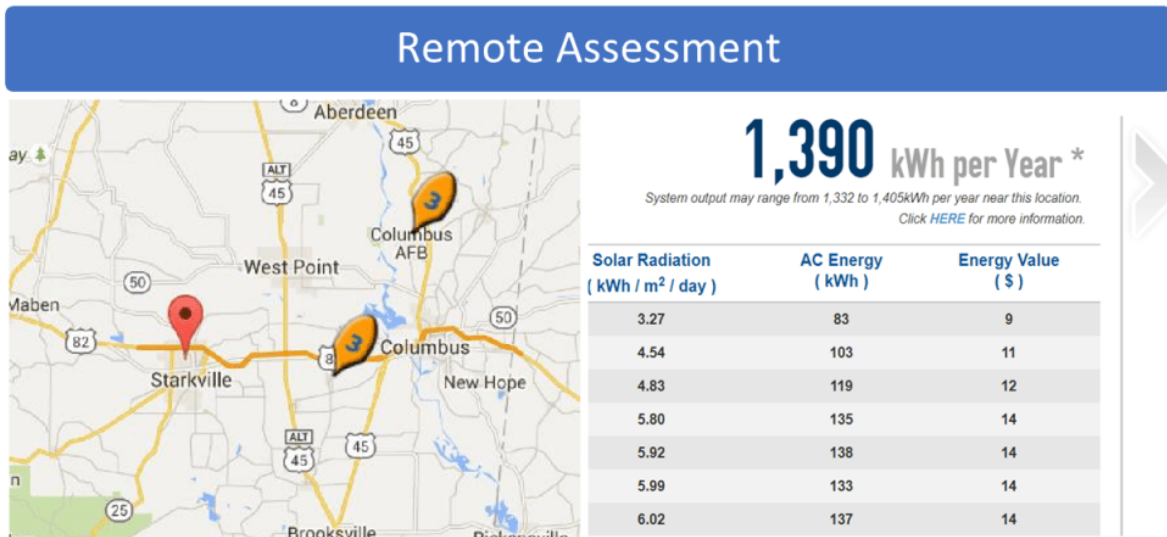 Remote Assessment
8
Aberdeen
ay
45
ALT
45
3
Columbus
AFB
West Point
50
Maben
82
3
8
Columbus
50
Starkville
New Hope
ALT
45
45
n
25
Brooksville
1,390 kWh per Year *
System output may range from 1,332 to 1,405kWh per year near this location.
Click HERE for more information.
Solar Radiation AC Energy Energy Value
( kWh / m² / day ) ( kWh ) ( $ )
3.27 83 9
4.54 103 11
4.83 119 12
5.80 135 14
5.92 138 14
5.99 133 14
6.02 137 14